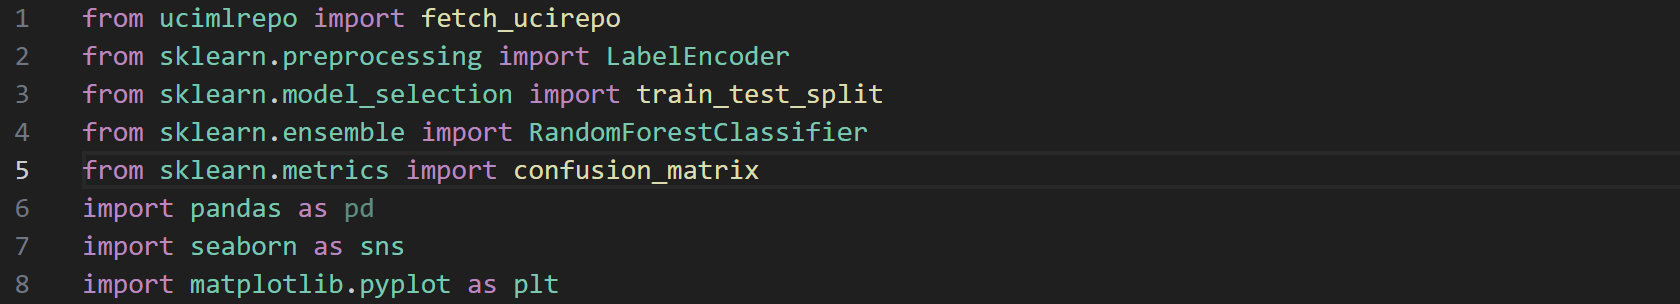 1 from ucimlrepo import fetch_ucirepo
2 from sklearn.preprocessing import LabelEncoder
3 from sklearn.model_selection import train_test_split
4 from sklearn.ensemble import RandomForestClassifier
5 from sklearn.metrics import confusion_matrix
6 import pandas as pd
7 import seaborn as sns
8 import matplotlib.pyplot as plt